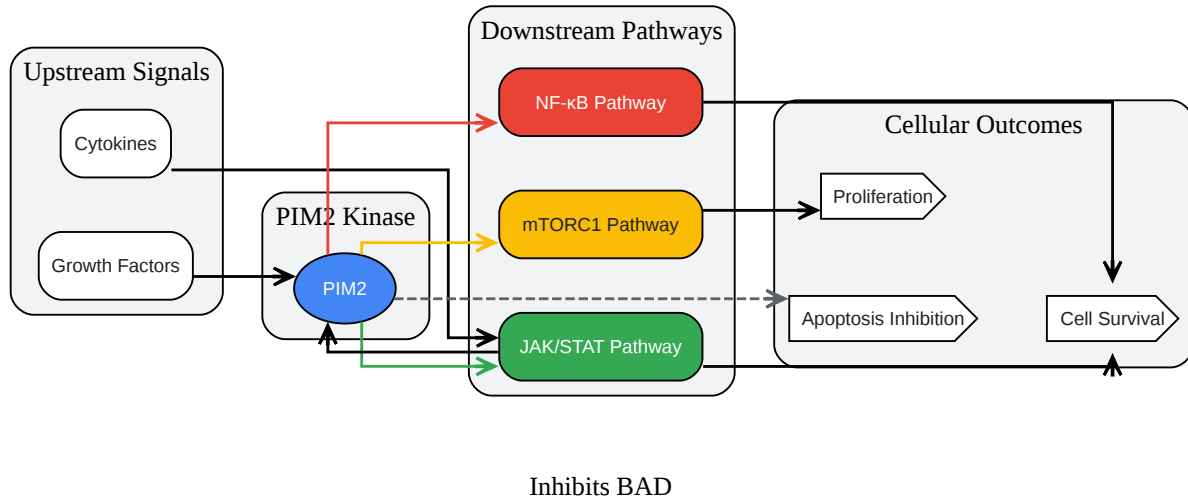 Upstream Signals
Cytokines
Growth Factors
PIM2 Kinase
PIM2
Downstream Pathways
NF-κB Pathway
mTORC1 Pathway
JAK/STAT Pathway
Cellular Outcomes
Proliferation
Apoptosis Inhibition
Cell Survival
Inhibits BAD